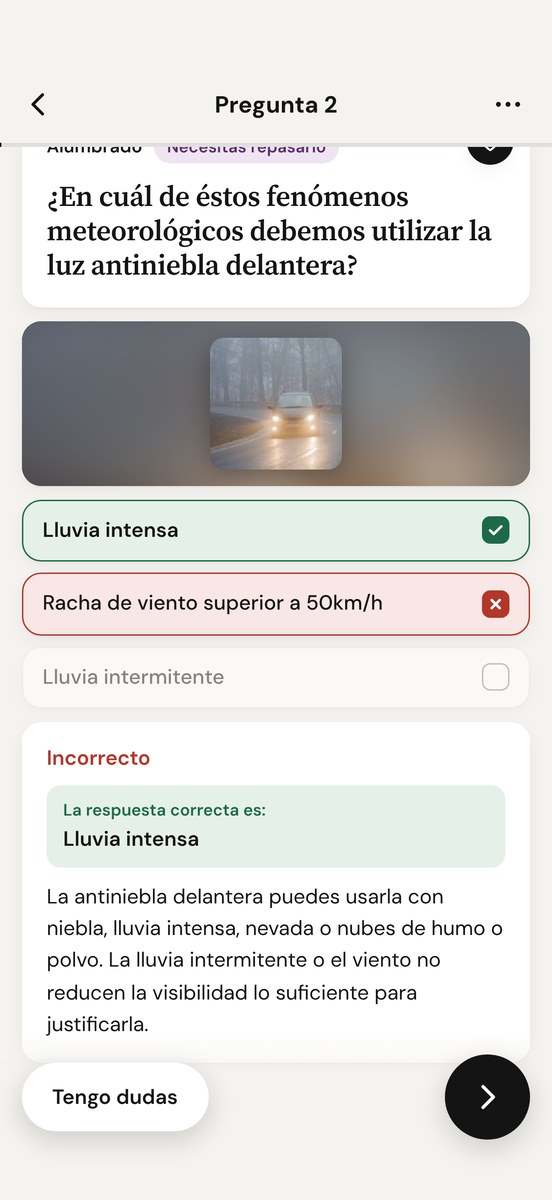 Pregunta 2
Alumbrado Necesitas repasarlo
¿En cuál de éstos fenómenos
meteorológicos debemos utilizar la
luz antiniebla delantera?
Lluvia intensa
Racha de viento superior a 50km/h
Lluvia intermitente
Incorrecto
La respuesta correcta es:
Lluvia intensa
La antiniebla delantera puedes usarla con
niebla, lluvia intensa, nevada o nubes de humo o
polvo. La lluvia intermitente o el viento no
reducen la visibilidad lo suficiente para
justificarla.
Tengo dudas